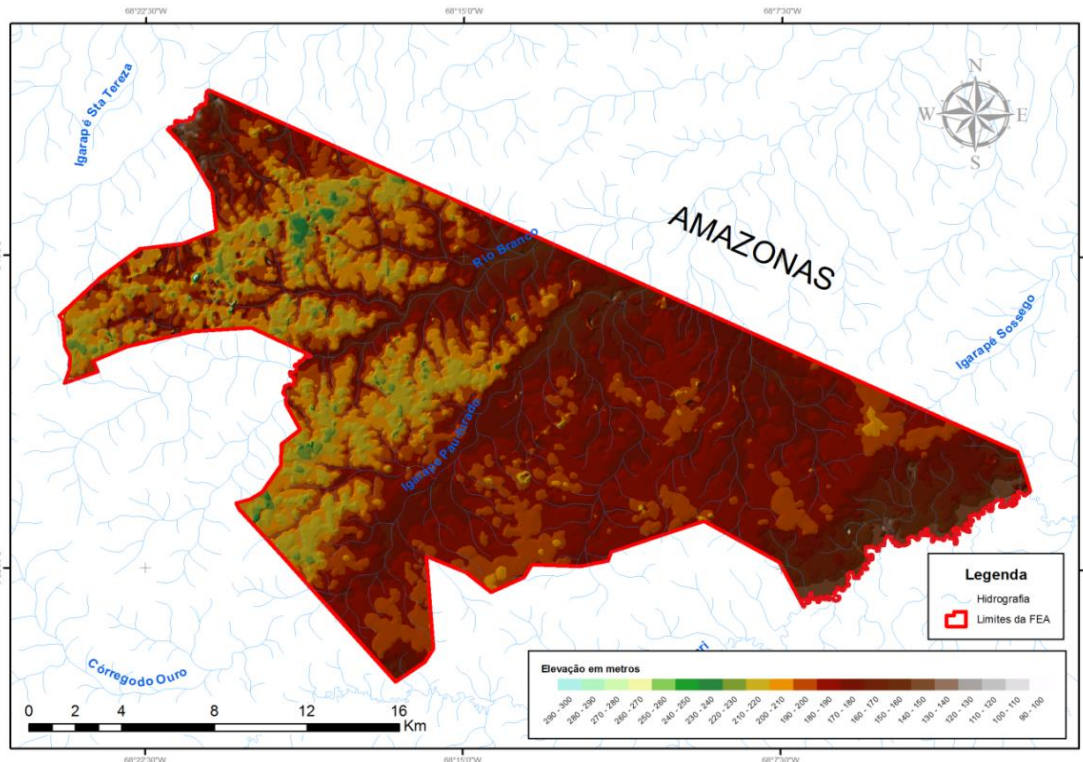 68°22'30"W 68°15'0"W 68°7'30"W
Igarapé Sta Tereza
N
W E
S
AMAZONAS
Rio Branco
Igarapé Sossego
Igarapé Pau Furado
Córregodo Ouro
Legenda
Hidrografia
Limites da FEA
Elevação em metros
290 - 300 280 - 290 270 - 280 260 - 270 250 - 260 240 - 250 230 - 240 220 - 230 210 - 220 200 - 210 190 - 200 180 - 190 170 - 180 160 - 170 150 - 160 140 - 150 130 - 140 120 - 130 110 - 120 100 - 110 90 - 100
0 2 4 8 12 16
Km
68°22'30"W 68°15'0"W 68°7'30"W